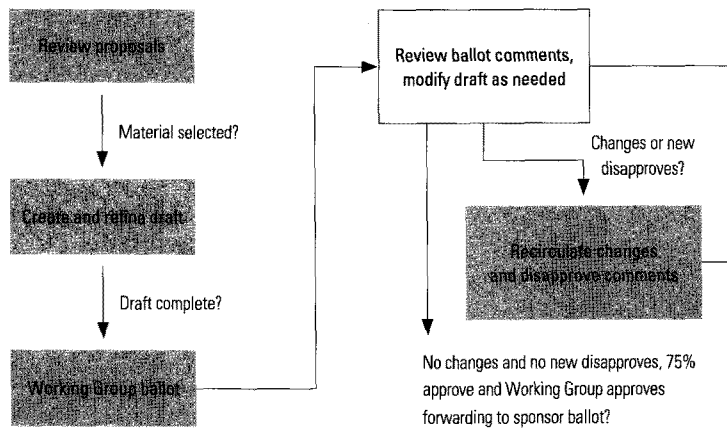 Review proposals
Material selected?
Create and refine draft
Draft complete?
Working Group ballot
Review ballot comments,
modify draft as needed
Changes or new
disapproves?
Recirculate changes
and disapprove comments
No changes and no new disapproves, 75%
approve and Working Group approves
forwarding to sponsor ballot?